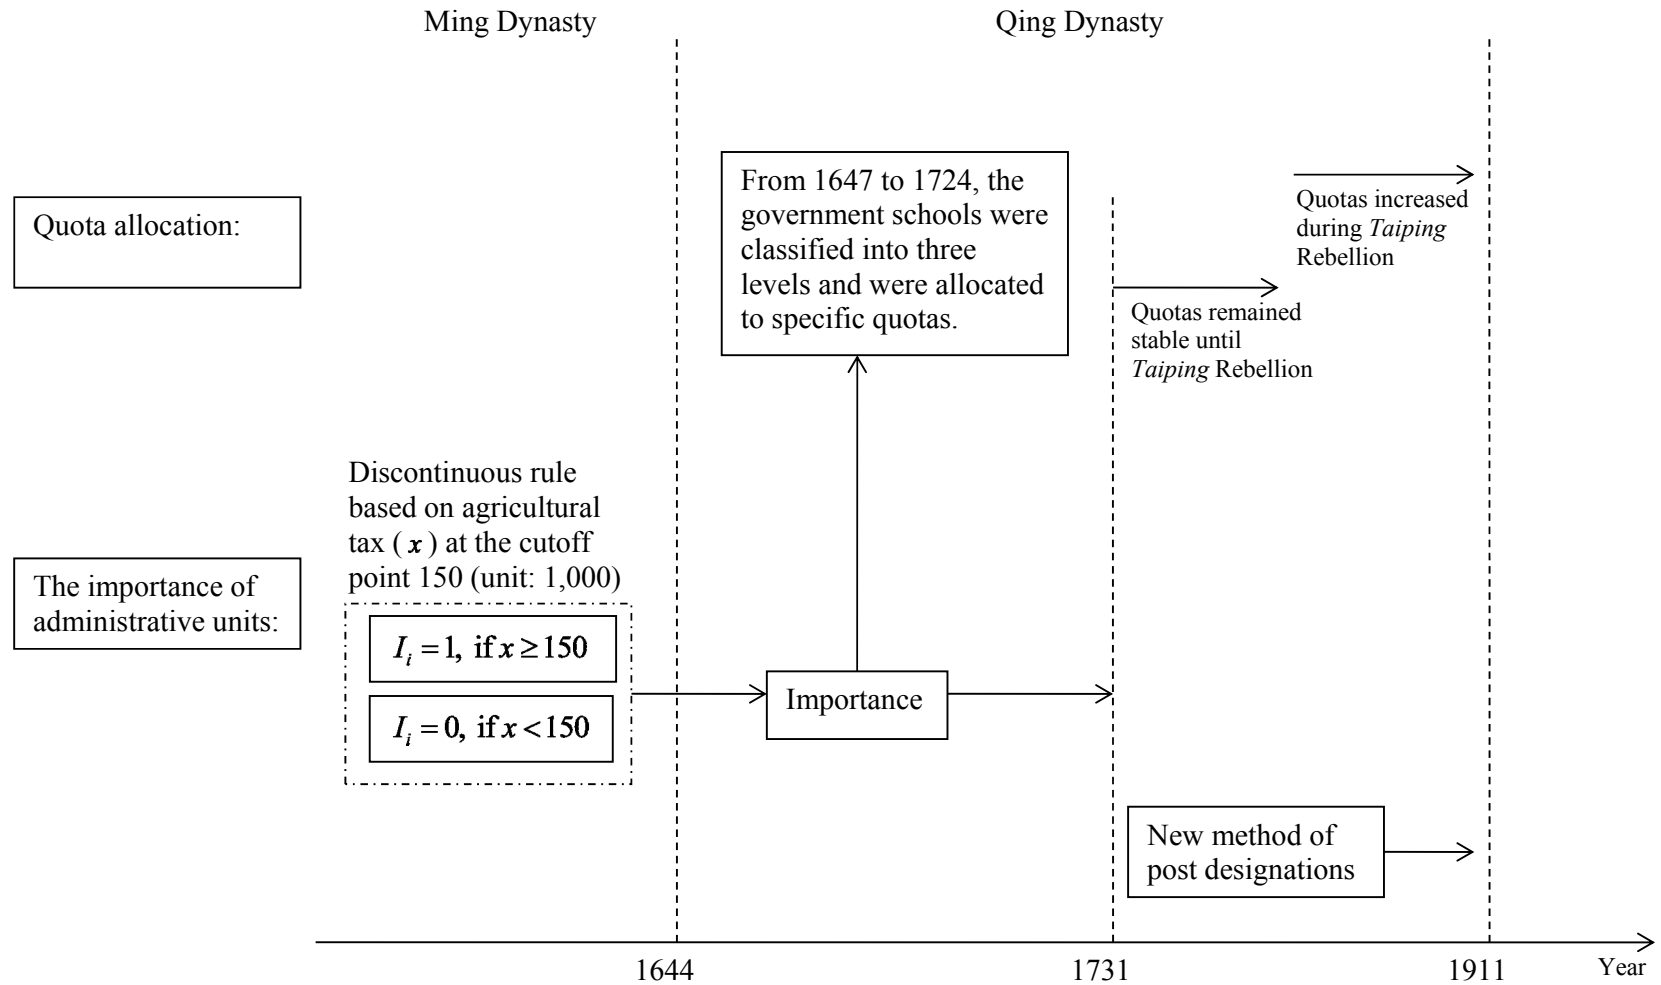 Ming Dynasty
Qing Dynasty
Quota allocation:
From 1647 to 1724, the
government schools were
classified into three
levels and were allocated
to specific quotas.
Quotas increased
during Taiping
Rebellion
Quotas remained
stable until
Taiping Rebellion
Discontinuous rule
based on agricultural
tax ( x ) at the cutoff
point 150 (unit: 1,000)
The importance of
administrative units:
I_i = 1, if x ≥ 150
I_i = 0, if x < 150
Importance
New method of
post designations
1644
1731
1911
Year